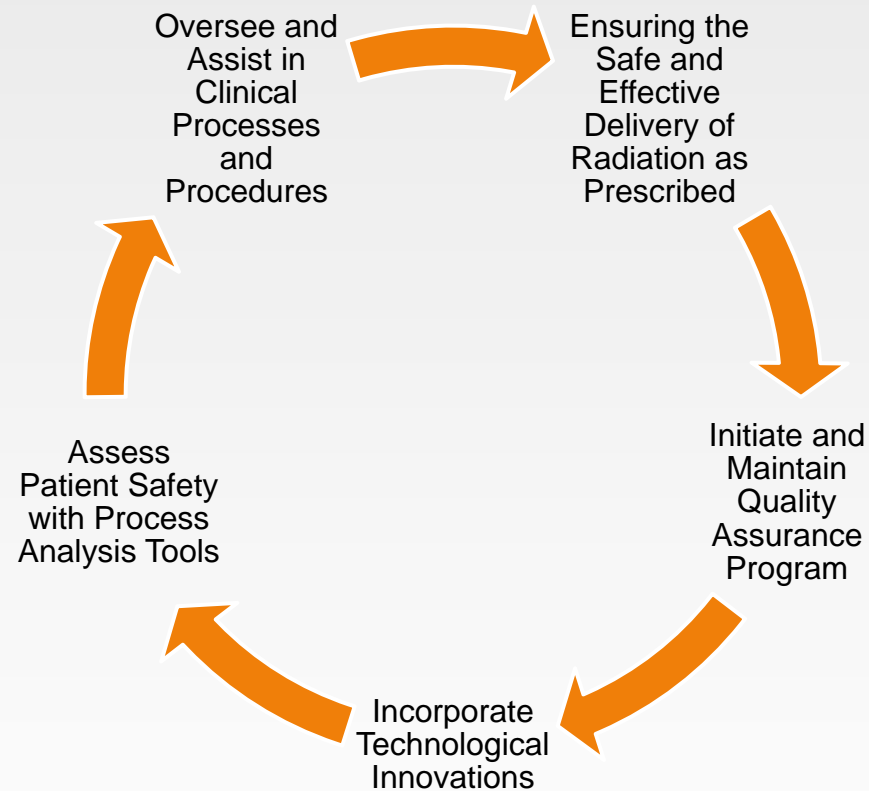 Oversee and
Assist in
Clinical
Processes
and
Procedures
Ensuring the
Safe and
Effective
Delivery of
Radiation as
Prescribed
Initiate and
Maintain
Quality
Assurance
Program
Incorporate
Technological
Innovations
Assess
Patient Safety
with Process
Analysis Tools